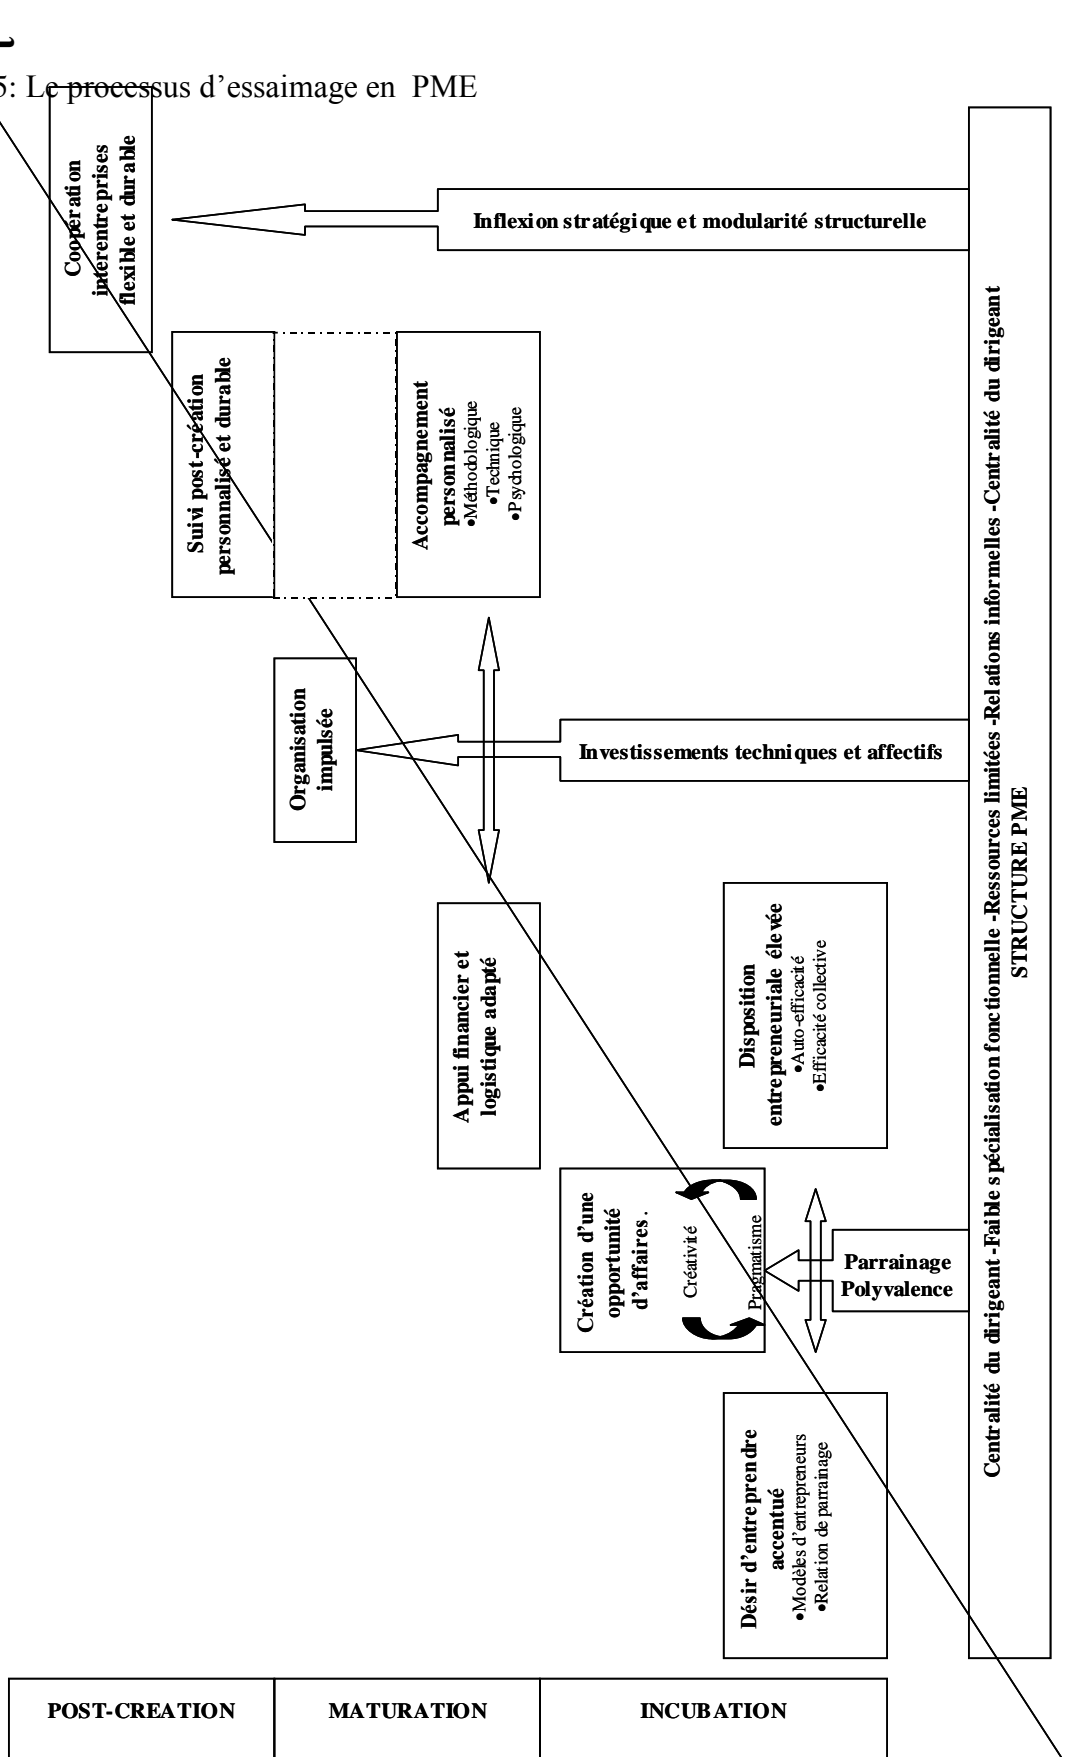 5: Le processus d’essaimage en PME
Coopération
interentreprises
flexible et durable
Inflexion stratégique et modularité structurelle
Suivi post-création
personnalisé et durable
Accompagnement
personnalisé
•Méthodologique
•Technique
•Psychologique
Organisation
impulsée
Investissements techniques et affectifs
Appui financier et
logistique adapté
Disposition
entrepreneuriale élevée
•Auto-efficacité
•Efficacité collective
Création d’une
opportunité
d’affaires.
Créativité
Pragmatisme
Parrainage
Polyvalence
Désir d’entreprendre
accentué
•Modèles d’entrepreneurs
•Relation de parrainage
Centralité du dirigeant -Faible spécialisation fonctionnelle -Ressources limitées -Relations informelles -Centralité du dirigeant
STRUCTURE PME
POST-CREATION
MATURATION
INCUBATION